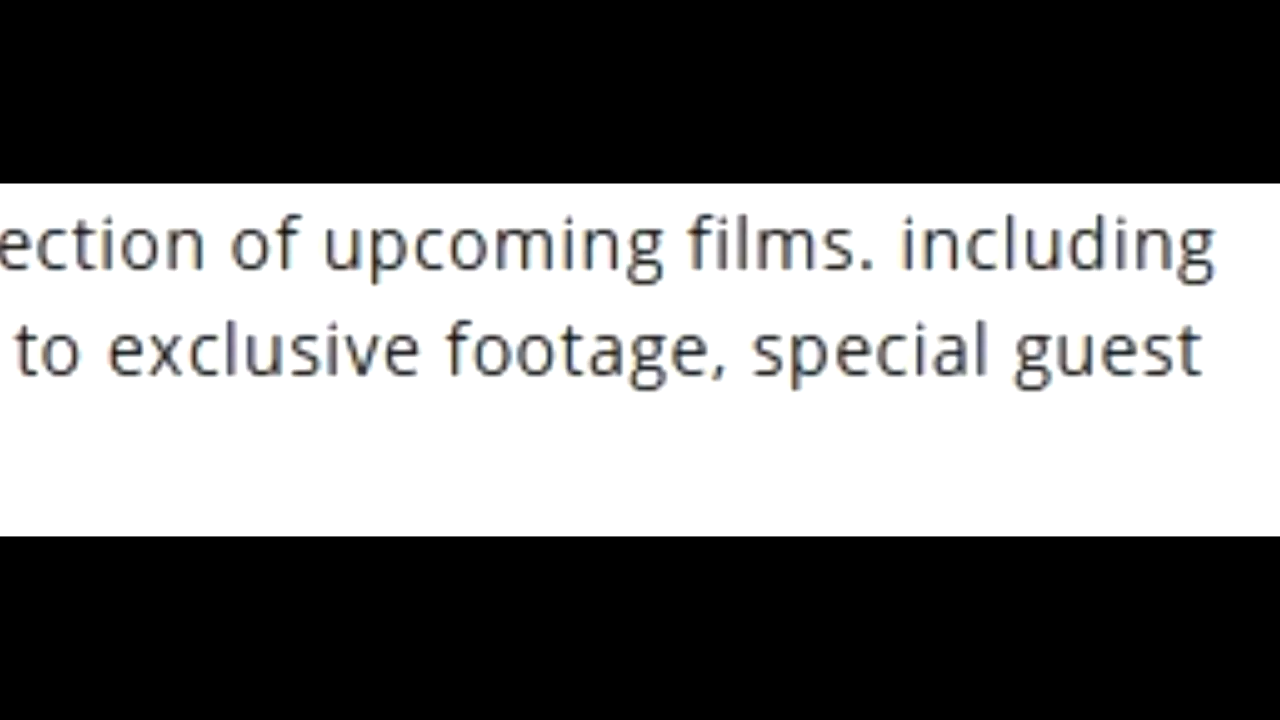 ection of upcoming films. including
to exclusive footage, special guest